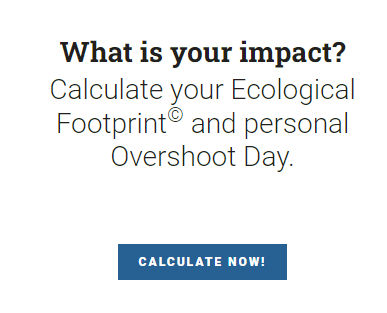 What is your impact?
Calculate your Ecological
Footprint© and personal
Overshoot Day.
CALCULATE NOW!